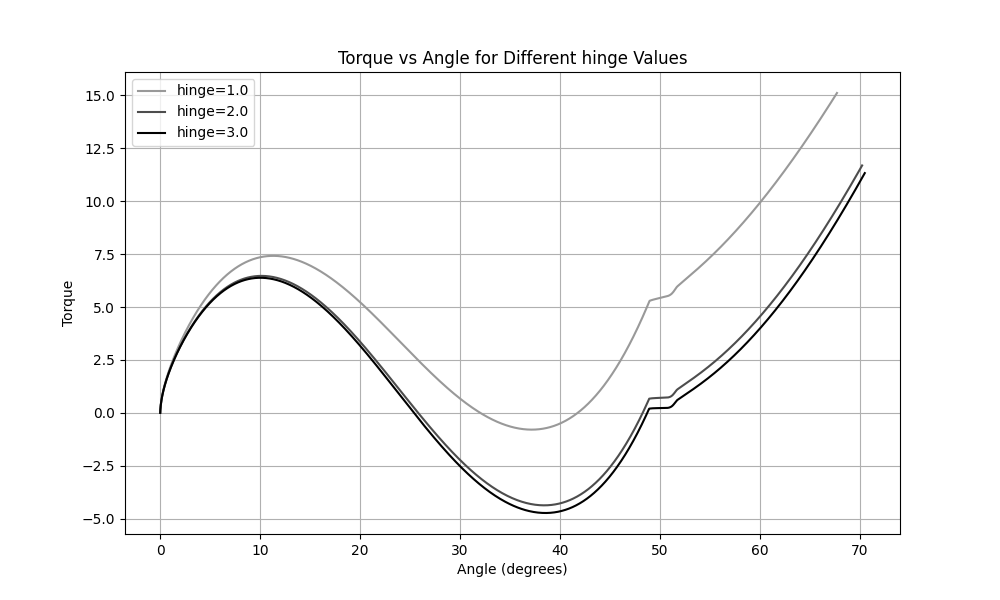 Torque vs Angle for Different hinge Values
hinge=1.0
hinge=2.0
hinge=3.0
15.0
12.5
10.0
7.5
5.0
2.5
0.0
−2.5
−5.0
Torque
0 10 20 30 40 50 60 70
Angle (degrees)